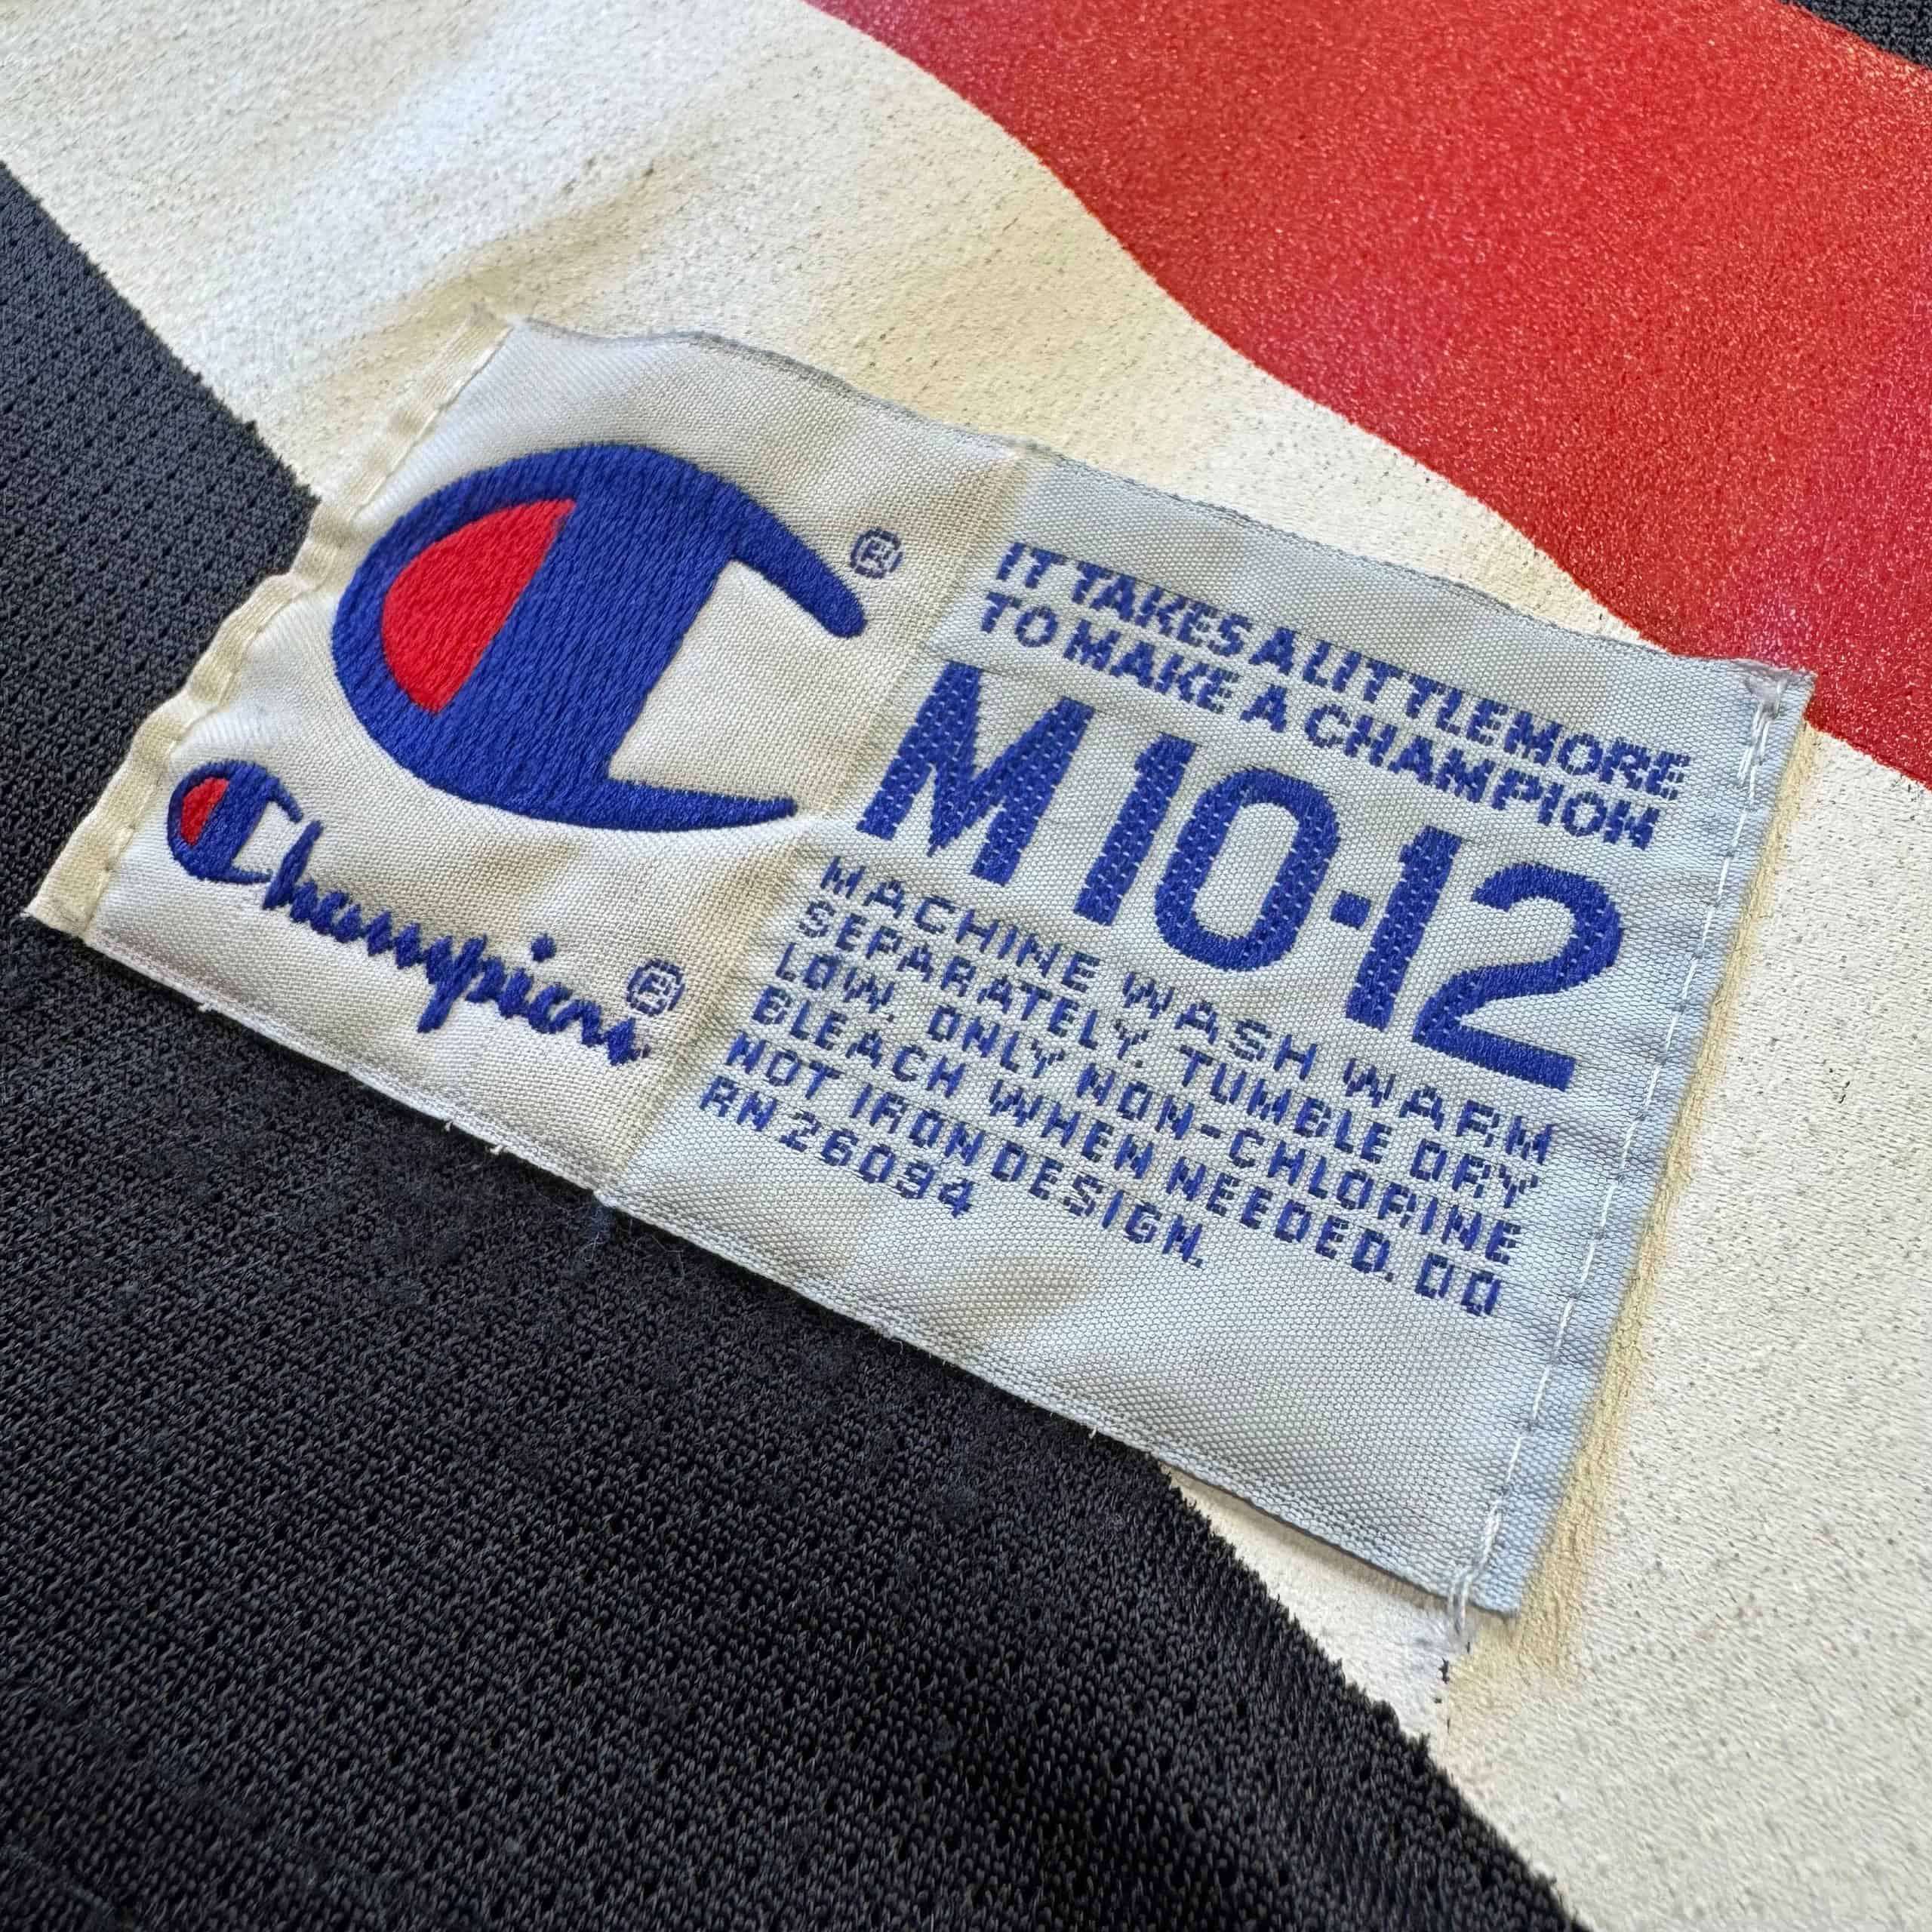 Champion®
®
IT TAKES A LITTLE MORE
TO MAKE A CHAMPION
M 10-12
MACHINE WASH WARM
SEPARATELY. TUMBLE DRY
LOW. ONLY NON-CHLORINE
BLEACH WHEN NEEDED. DO
NOT IRON DESIGN.
RN 26094